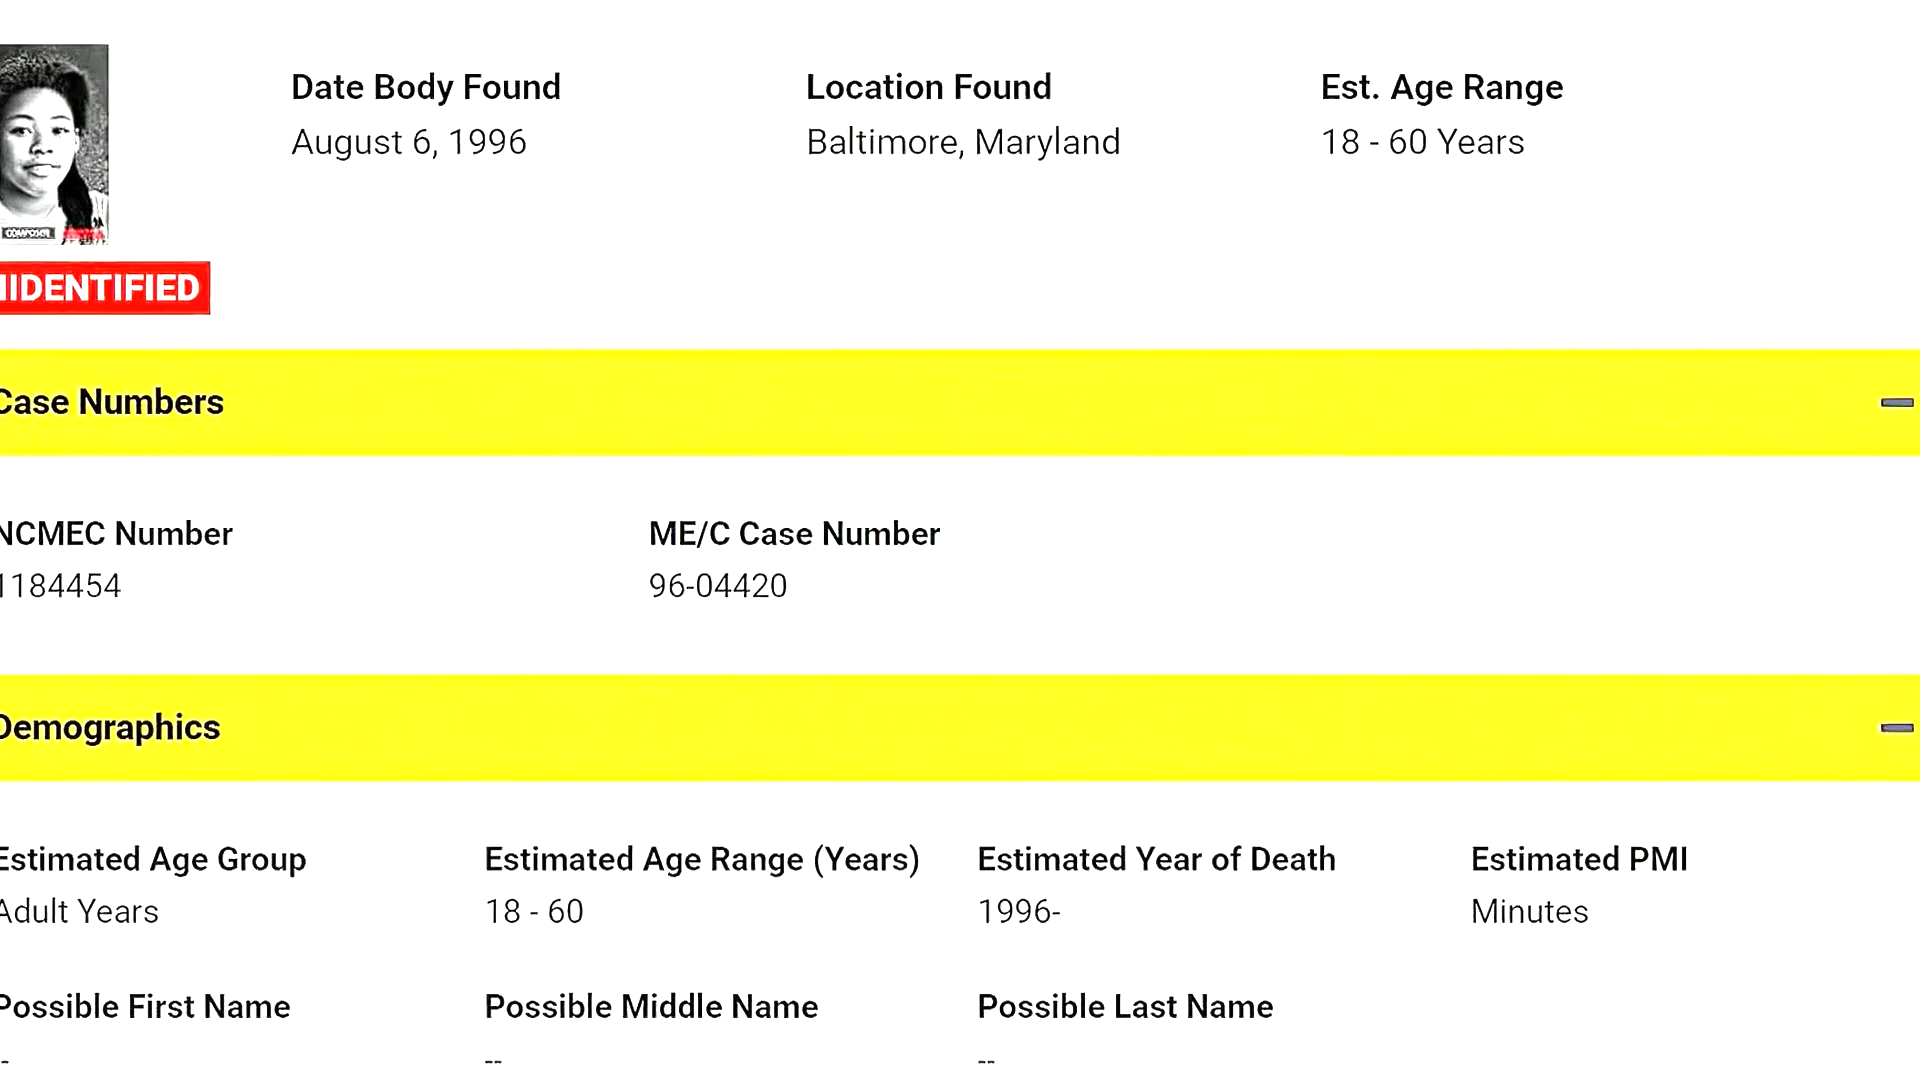 Date Body Found
Location Found
Est. Age Range
August 6, 1996
Baltimore, Maryland
18 - 60 Years
COMPOSITE
IDENTIFIED
Case Numbers
NCMEC Number
ME/C Case Number
1184454
96-04420
Demographics
Estimated Age Group
Estimated Age Range (Years)
Estimated Year of Death
Estimated PMI
Adult Years
18 - 60
1996-
Minutes
Possible First Name
Possible Middle Name
Possible Last Name
--
--
--